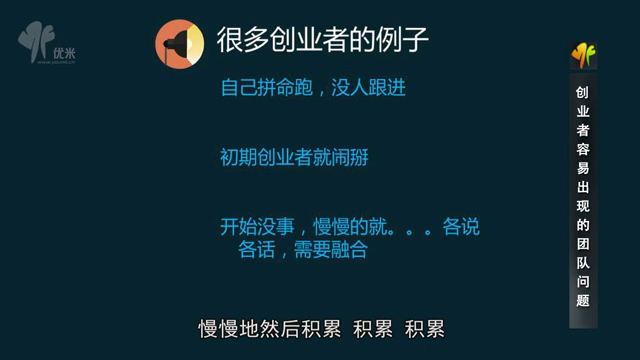 优米
www.youmi.cn
很多创业者的例子
自己拼命跑，没人跟进
初期创业者就闹掰
开始没事，慢慢的就。。。各说
各话，需要融合
创业者容易出现的团队问题
慢慢地然后积累 积累 积累